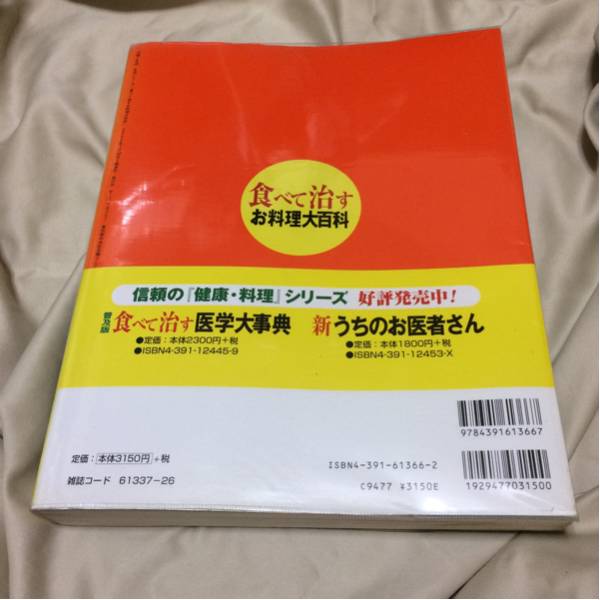 食べて治す
お料理大百科
信頼の『健康・料理』シリーズ 好評発売中!
普及版 食べて治す 医学大事典 新 うちのお医者さん
●定価:本体2300円+税 ●定価:本体1800円+税
●ISBN4-391-12445-9 ●ISBN4-391-12453-X
9784391613667
定価:本体3150円+税 ISBN4-391-61366-2
雑誌コード 61337-26 C9477 ¥3150E 1929477031500